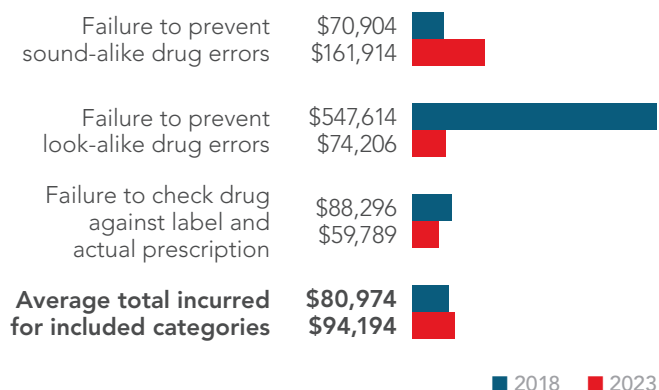 Failure to prevent $70,904
sound-alike drug errors $161,914
Failure to prevent $547,614
look-alike drug errors $74,206
Failure to check drug
against label and
actual prescription
$88,296
$59,789
Average total incurred $80,974
for included categories $94,194
2018 2023